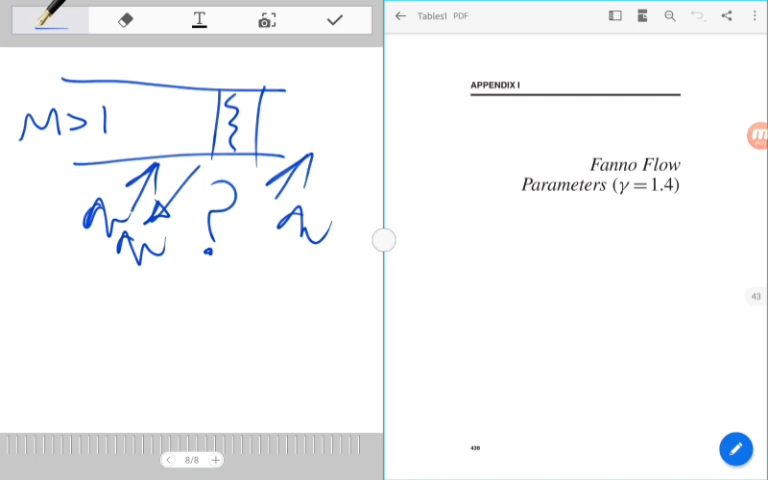 T
Tables1 PDF
M>1
?
8/8
APPENDIX I
Fanno Flow
Parameters (γ = 1.4)
43
438
m